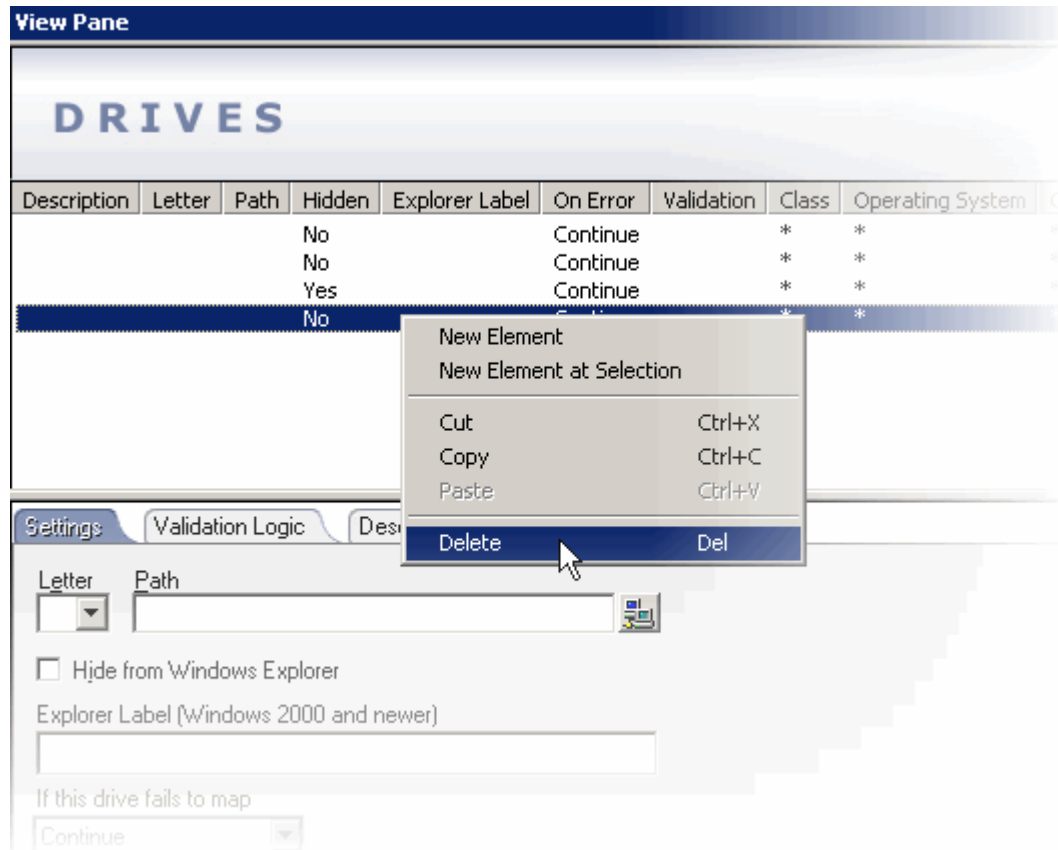 View Pane
DRIVES
Description Letter Path Hidden Explorer Label On Error Validation Class Operating System
No Continue * *
No Continue * *
Yes Continue * *
No * *
New Element
New Element at Selection
Cut Ctrl+X
Copy Ctrl+C
Paste Ctrl+V
Delete Del
Settings Validation Logic
Letter Path
Hide from Windows Explorer
Explorer Label (Windows 2000 and newer)
If this drive fails to map
Continue